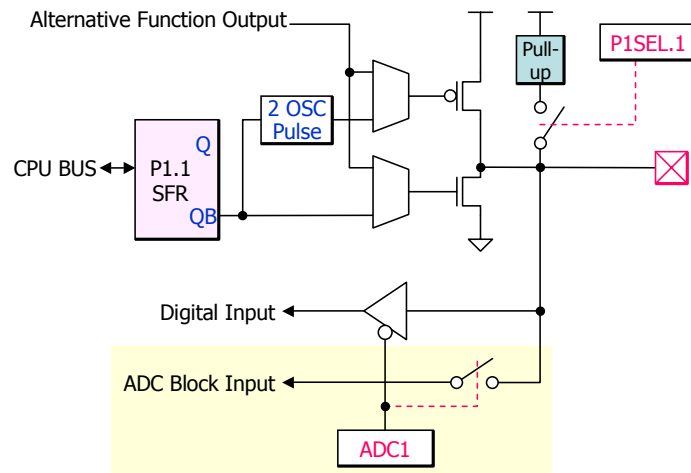 Alternative Function Output
Pull-
up
P1SEL.1
2 OSC
Pulse
Q
CPU BUS
P1.1
SFR
QB
Digital Input
ADC Block Input
ADC1